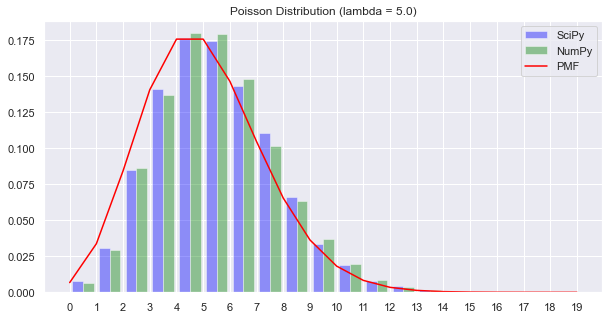 Poisson Distribution (lambda = 5.0)
SciPy
NumPy
PMF
0.175
0.150
0.125
0.100
0.075
0.050
0.025
0.000
0 1 2 3 4 5 6 7 8 9 10 11 12 13 14 15 16 17 18 19